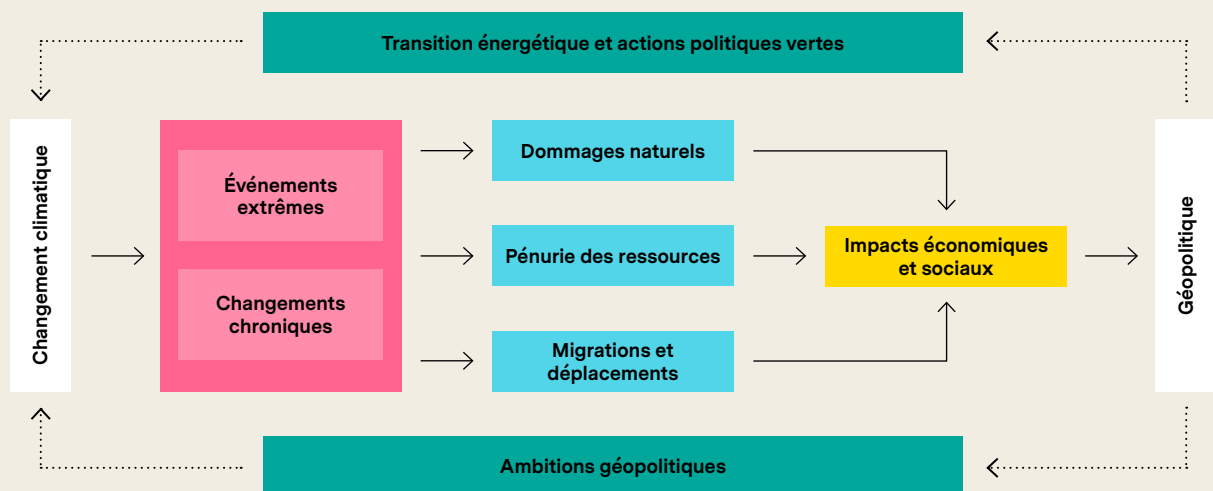 Transition énergétique et actions politiques vertes
Changement climatique
Événements
extrêmes
Changements
chroniques
Dommages naturels
Pénurie des ressources
Migrations et
déplacements
Impacts économiques
et sociaux
Géopolitique
Ambitions géopolitiques